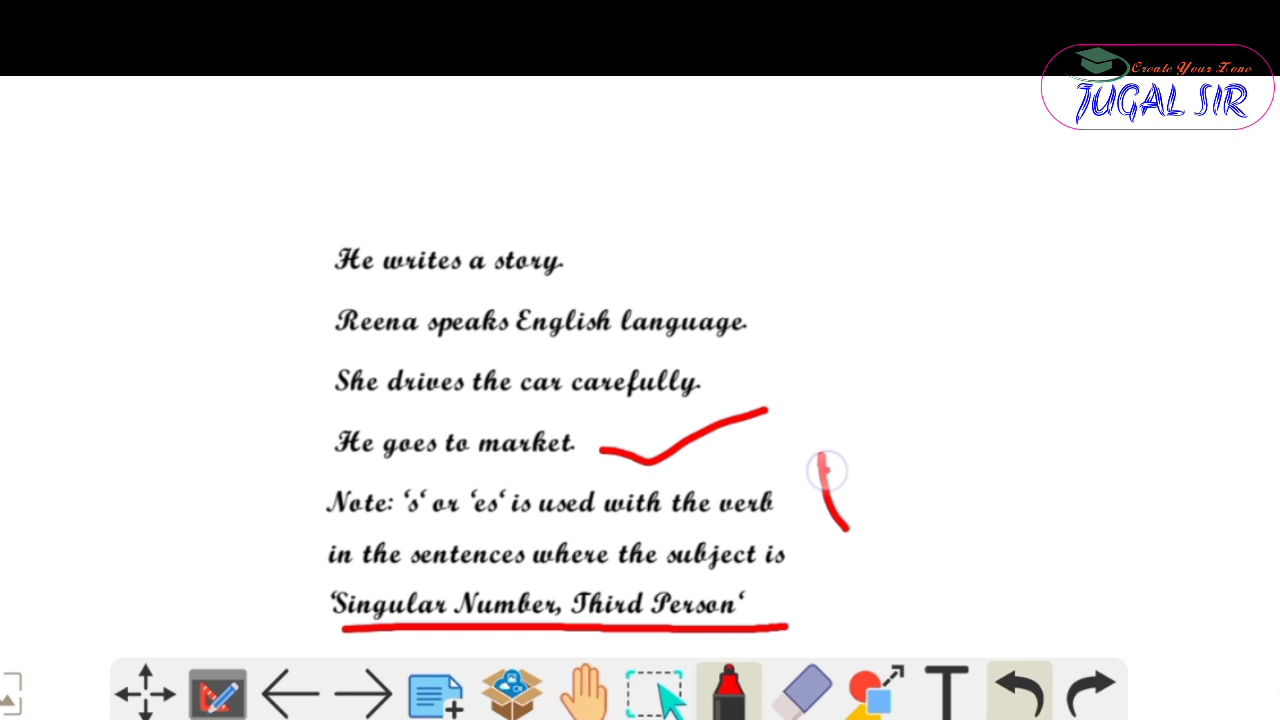 Create Your Zone
JUGAL SIR
He writes a story.
Reena speaks English language.
She drives the car carefully.
He goes to market.
Note: 's' or 'es' is used with the verb
in the sentences where the subject is
'Singular Number, Third Person'